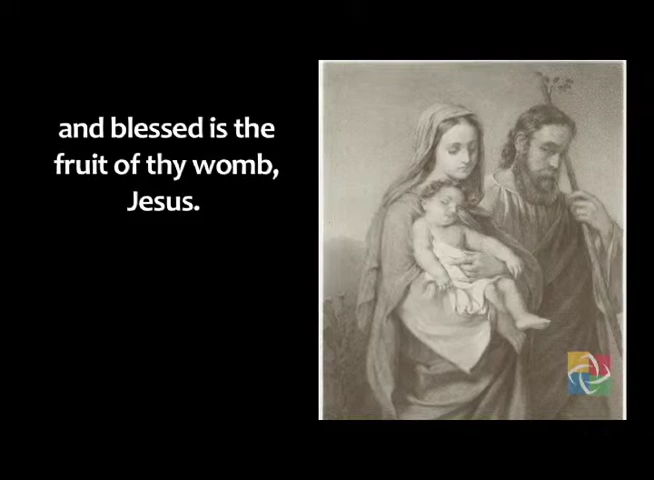 and blessed is the
fruit of thy womb,
Jesus.